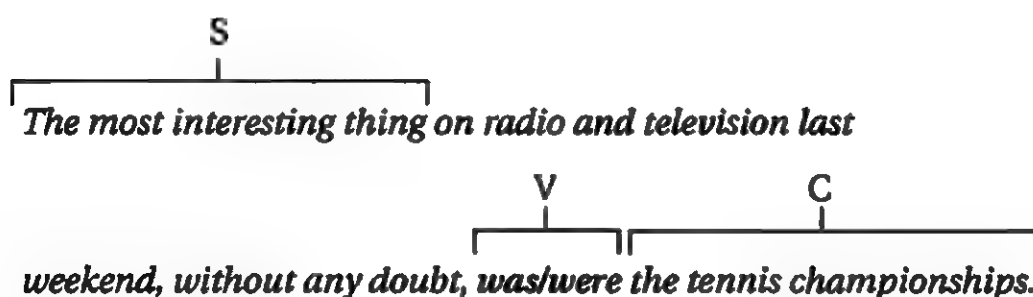 S
The most interesting thing on radio and television last
V C
weekend, without any doubt, was/were the tennis championships.